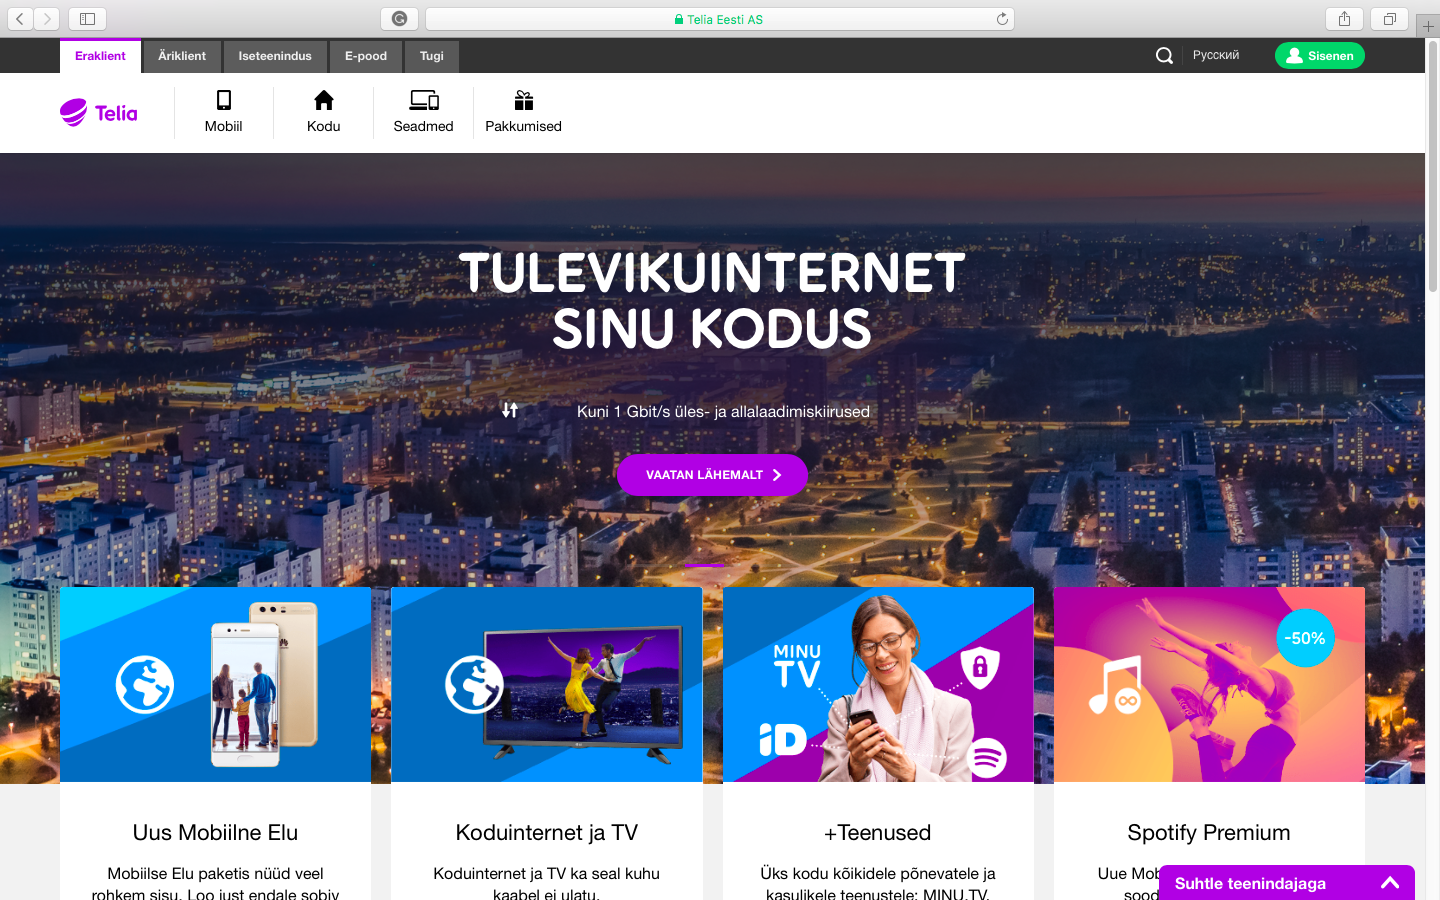 Telia Eesti AS
Eraklient
Äriklient
Iseteenindus
E-pood
Tugi
Русский
Sisenen
Telia
Mobiil
Kodu
Seadmed
Pakkumised
TULEVIKUINTERNET
SINU KODUS
Kuni 1 Gbit/s üles- ja allalaadimiskiirused
VAATAN LÄHEMALT
MINU
TV
iD
-50%
Uus Mobiilne Elu
Mobiilse Elu paketis nüüd veel
rohkem sisu. Loo just endale sobiv
Koduinternet ja TV
Koduinternet ja TV ka seal kuhu
kaabel ei ulatu.
+Teenused
Üks kodu kõikidele põnevatele ja
kasulikele teenustele: MINU.TV,
Spotify Premium
Uue Mob
sood
Suhtle teenindajaga